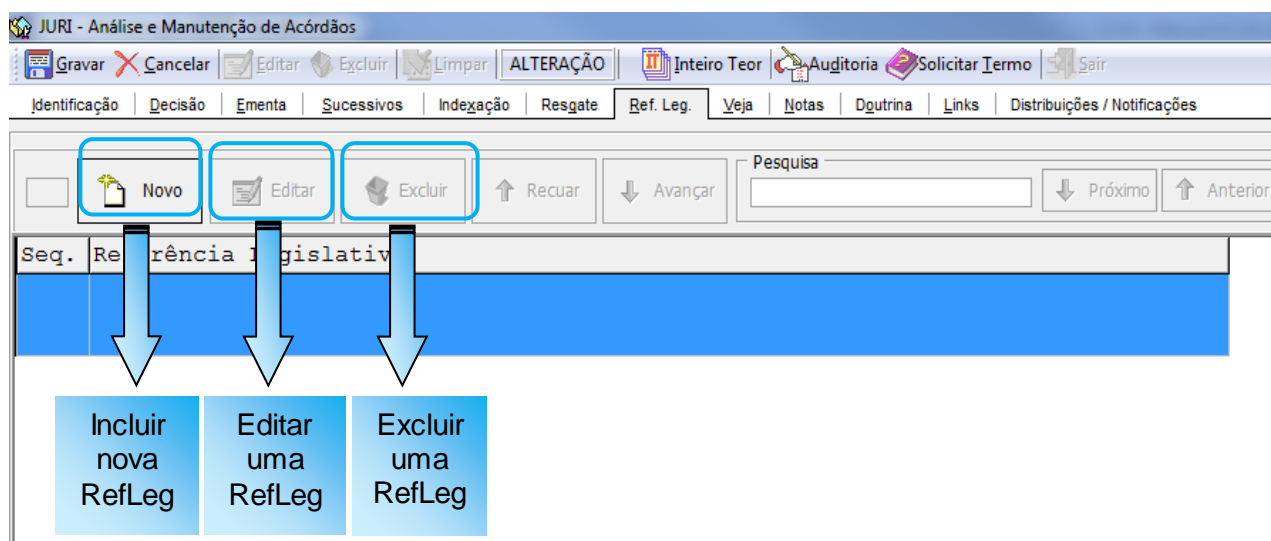 JURI - Análise e Manutenção de Acórdãos
Gravar Cancelar Editar Excluir Limpar ALTERAÇÃO Inteiro Teor Auditoria Solicitar Termo Sair
Identificação Decisão Ementa Sucessivos Indexação Resgate Ref. Leg. Veja Notas Doutrina Links Distribuições / Notificações
Pesquisa
Novo Editar Excluir Recuar Avançar Próximo Anterior
Seq. Referência Legislativa
Incluir nova RefLeg
Editar uma RefLeg
Excluir uma RefLeg